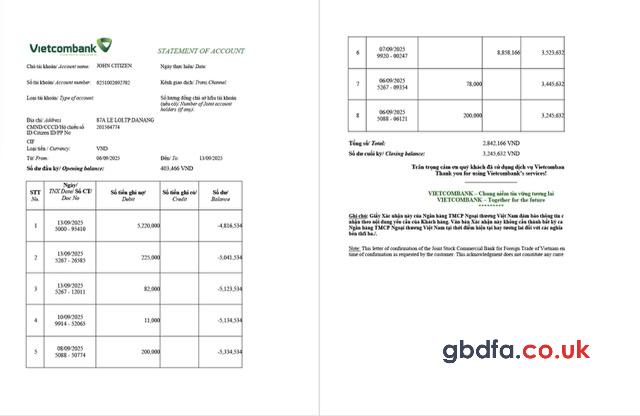 Vietcombank
STATEMENT OF ACCOUNT
Chủ tài khoản/ Account name: JOHN CITIZEN
Ngày thực hiện/ Date:
Số tài khoản/ Account number: 0251002692702
Kênh giao dịch/ Trans.Channel:
Loại tài khoản/ Type of account:
Số lượng đồng chủ sở hữu tài khoản
(nếu có)/ Number of Joint account
holders (if any):
Địa chỉ/ Address 87A LE LOI,TP.DANANG
CMND/CCCD/Hộ chiếu số 201564774
ID/Citizen ID/PP No
CIF
Loại tiền / Currency: VND
Từ/ From: 06/09/2025 Đến/ To: 13/09/2025
Số dư đầu kỳ/ Opening balance: 403,466 VND
STT No. Ngày/ TNX Date/ Số CT/ Doc No Số tiền ghi nợ/ Debit Số tiền ghi có/ Credit Số dư/ Balance
1 13/09/2025 5000 - 95410 5,220,000 -4,816,534
2 13/09/2025 5267 - 26585 225,000 -5,041,534
3 13/09/2025 5267 - 12011 82,000 -5,123,534
4 10/09/2025 9914 - 52065 11,000 -5,134,534
5 08/09/2025 5088 - 50774 200,000 -5,334,534
6 07/09/2025 9920 - 00247 8,858,166 3,523,632
7 06/09/2025 5267 - 09354 78,000 3,445,632
8 06/09/2025 5088 - 06121 200,000 3,245,632
Tổng số/ Total: 2,842,166 VND
Số dư cuối kỳ/ Closing balance: 3,245,632 VND
Trân trọng cám ơn quý khách đã sử dụng dịch vụ Vietcomban
Thank you for using Vietcombank's services!
VIETCOMBANK – Chung niềm tin vững tương lai
VIETCOMBANK – Together for the future
*********
Ghi chú: Giấy Xác nhận này của Ngân hàng TMCP Ngoại thương Việt Nam đảm bảo thông tin c
nhận theo nội dung yêu cầu của Khách hàng. Văn bản Xác nhận này không cấu thành bất kỳ ca
Ngân hàng TMCP Ngoại thương Việt Nam tại thời điểm hiện tại hay tương lai đối với các nghĩa
bên thứ ba./.
Note: This letter of confirmation of the Joint Stock Commercial Bank for Foreign Trade of Vietnam en
time of confirmation as requested by the customer. This acknowledgment does not constitute any curre
gbdfa.co.uk